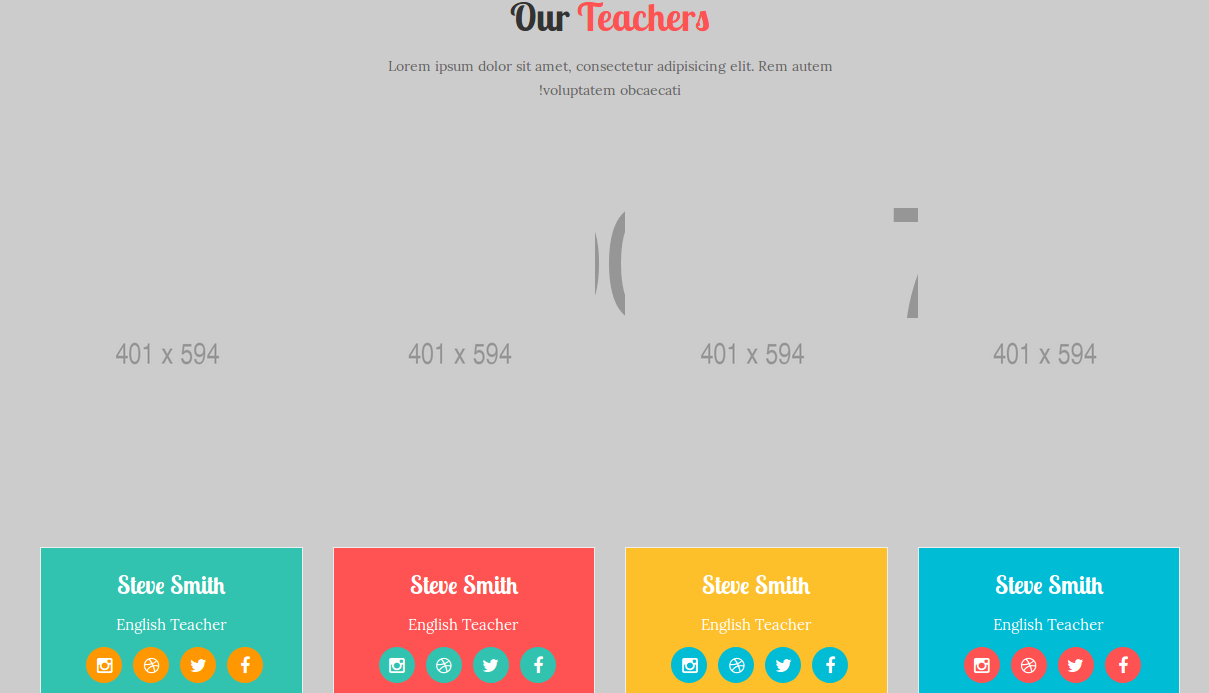 Our Teachers
Lorem ipsum dolor sit amet, consectetur adipisicing elit. Rem autem
!voluptatem obcaecati
401 x 594
401 x 594
401 x 594
401 x 594
Steve Smith
English Teacher
Steve Smith
English Teacher
Steve Smith
English Teacher
Steve Smith
English Teacher